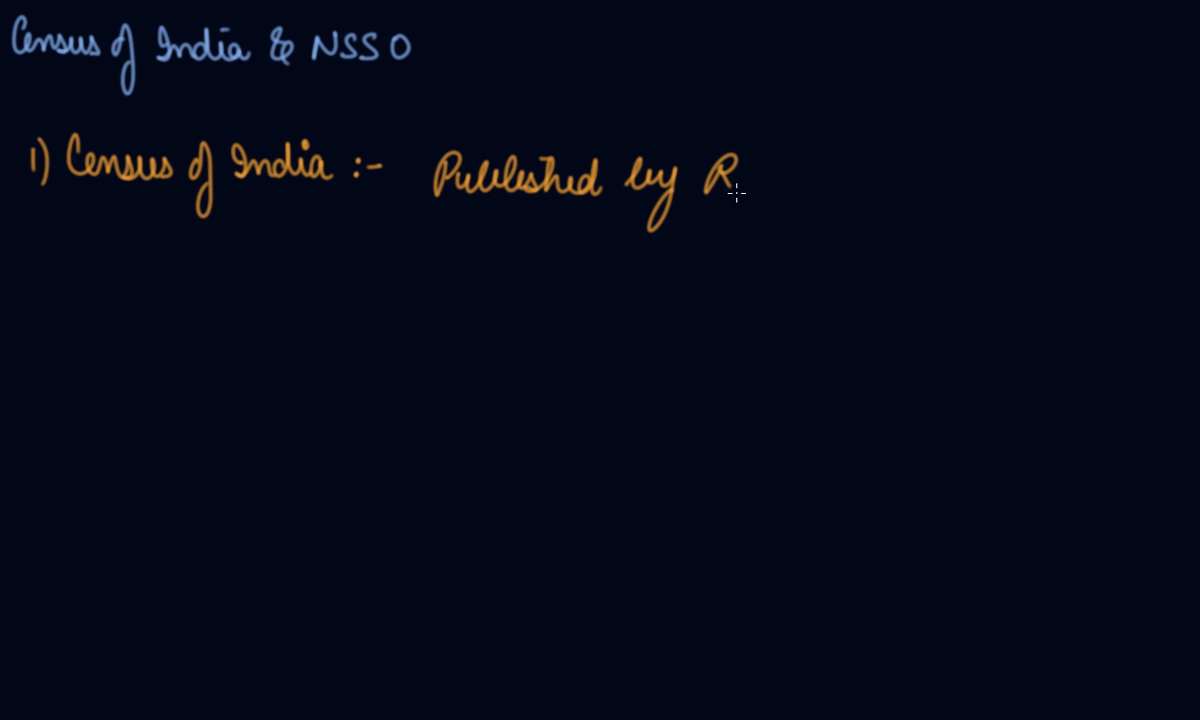 Census of India & NSSO
1) Census of India :- Published by R